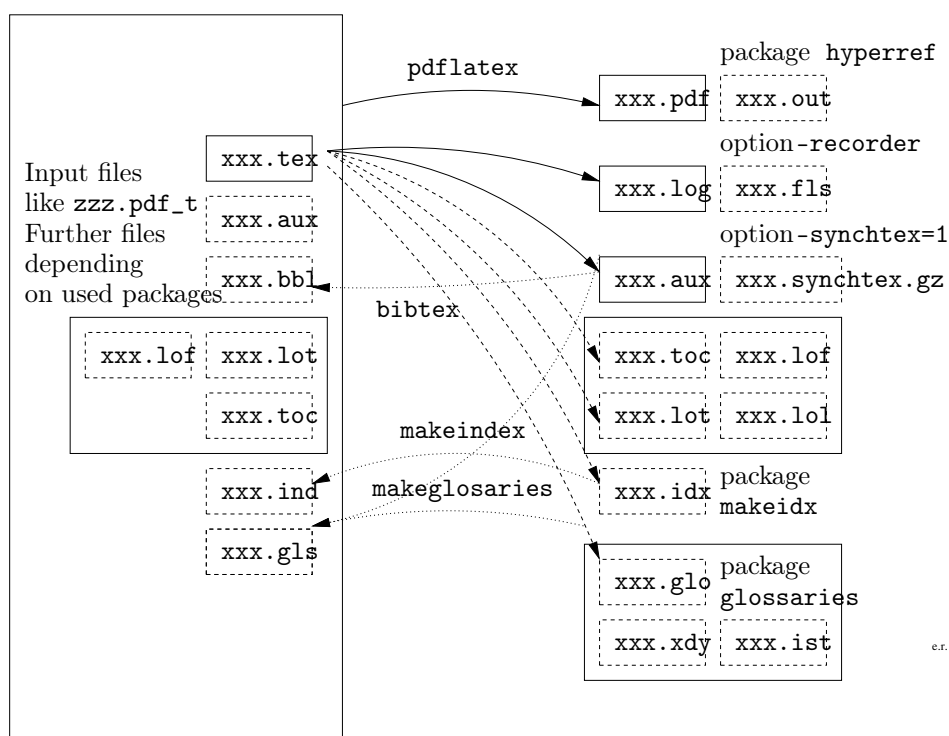 package hyperref
pdflatex
xxx.pdf
xxx.out
option-recorder
xxx.tex
Input files
like zzz.pdf_t
Further files
depending
on used packages
xxx.log
xxx.fls
xxx.aux
option-synchtex=1
xxx.bbl
xxx.aux
xxx.synchtex.gz
bibtex
xxx.lof
xxx.lot
xxx.toc
xxx.lof
xxx.toc
xxx.lot
xxx.lol
makeindex
xxx.ind
makeglosaries
xxx.idx
package
makeidx
xxx.gls
xxx.glo
package
glossaries
xxx.xdy
xxx.ist
e.r.